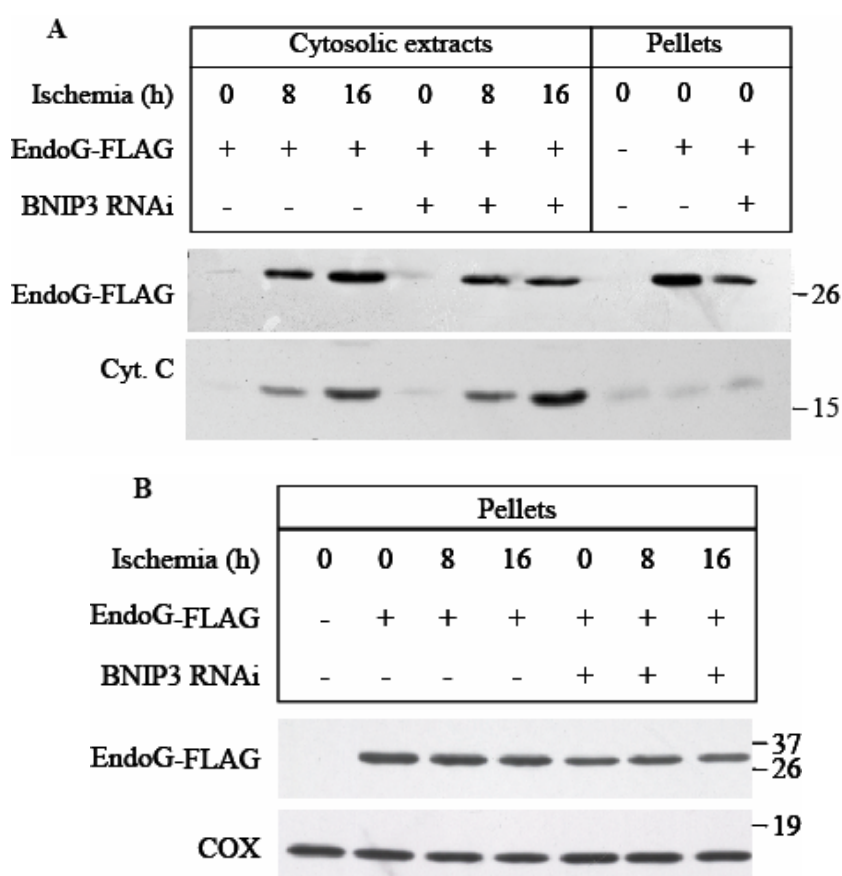 A
Cytosolic extracts Pellets
Ischemia (h) 0 8 16 0 8 16 0 0 0
EndoG-FLAG + + + + + + - + +
BNIP3 RNAi - - - + + + - - +
EndoG-FLAG -26
Cyt. C
-15
B
Pellets
Ischemia (h) 0 0 8 16 0 8 16
EndoG-FLAG - + + + + + +
BNIP3 RNAi - - - - + + +
-37
EndoG-FLAG -26
-19
COX